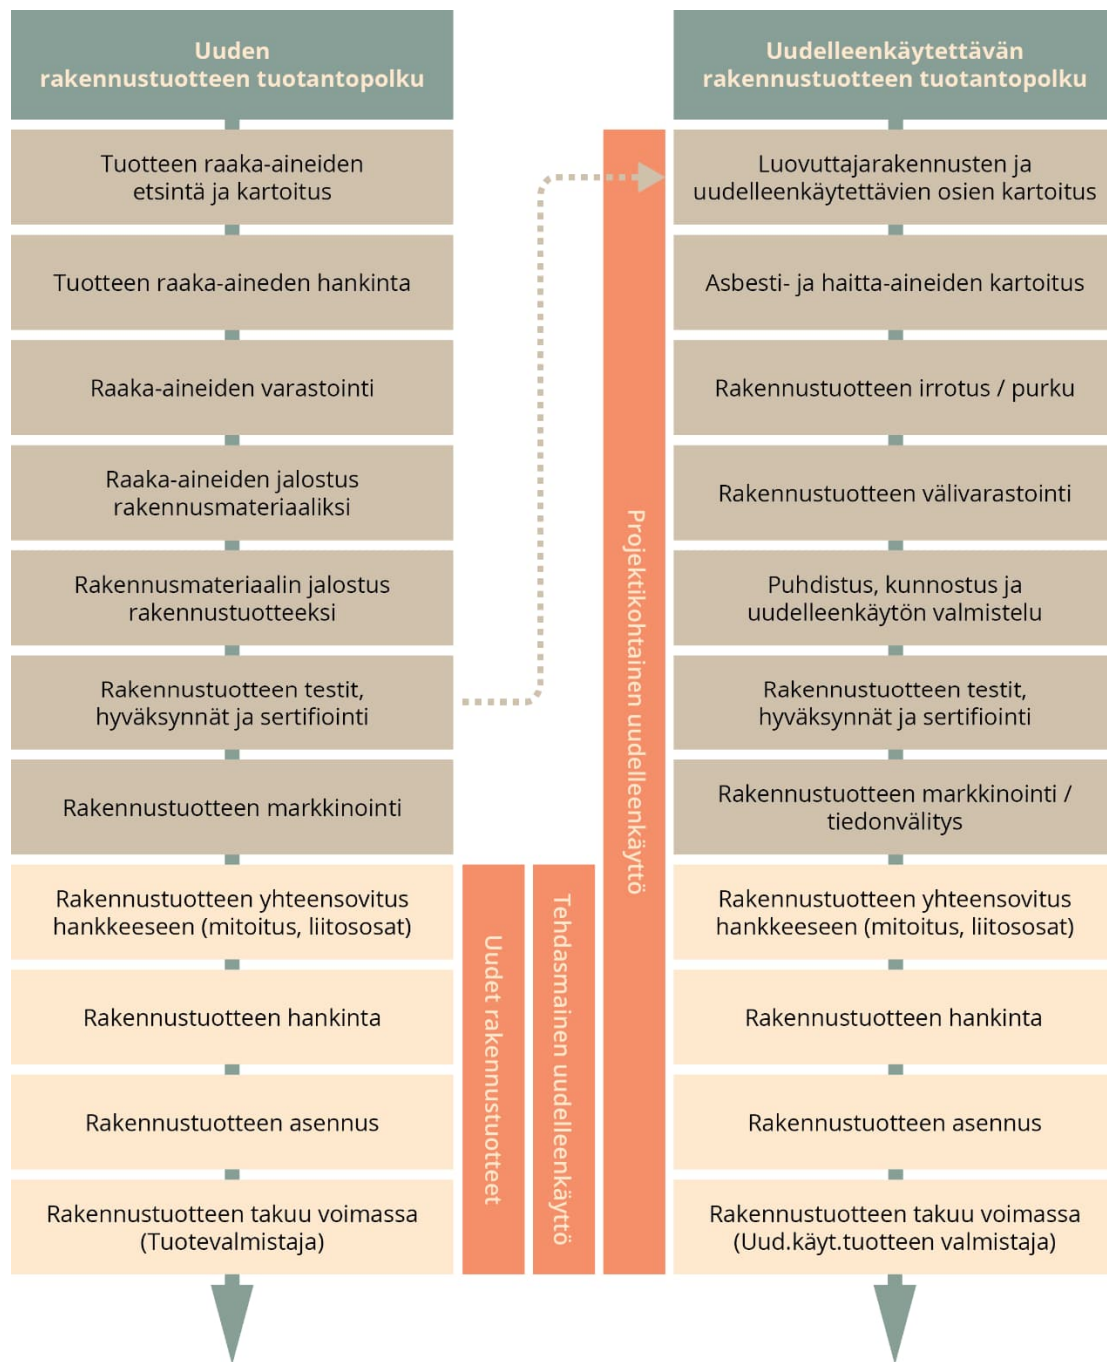 Uuden
rakennustuotteen tuotantopolku
Tuotteen raaka-aineiden
etsintä ja kartoitus
Tuotteen raaka-aineden hankinta
Raaka-aineiden varastointi
Raaka-aineiden jalostus
rakennusmateriaaliksi
Rakennusmateriaalin jalostus
rakennustuotteeksi
Rakennustuotteen testit,
hyväksynnät ja sertifiointi
Rakennustuotteen markkinointi
Rakennustuotteen yhteensovitus
hankkeeseen (mitoitus, liitososat)
Rakennustuotteen hankinta
Rakennustuotteen asennus
Rakennustuotteen takuu voimassa
(Tuotevalmistaja)
Uudet rakennustuotteet
Tehdasmainen uudelleenkäyttö
Projektikohtainen uudelleenkäyttö
Uudelleenkäytettävän
rakennustuotteen tuotantopolku
Luovuttajarakennusten ja
uudelleenkäytettävien osien kartoitus
Asbesti- ja haitta-aineiden kartoitus
Rakennustuotteen irrotus / purku
Rakennustuotteen välivarastointi
Puhdistus, kunnostus ja
uudelleenkäytön valmistelu
Rakennustuotteen testit,
hyväksynnät ja sertifiointi
Rakennustuotteen markkinointi /
tiedonvälitys
Rakennustuotteen yhteensovitus
hankkeeseen (mitoitus, liitososat)
Rakennustuotteen hankinta
Rakennustuotteen asennus
Rakennustuotteen takuu voimassa
(Uud.käyt.tuotteen valmistaja)